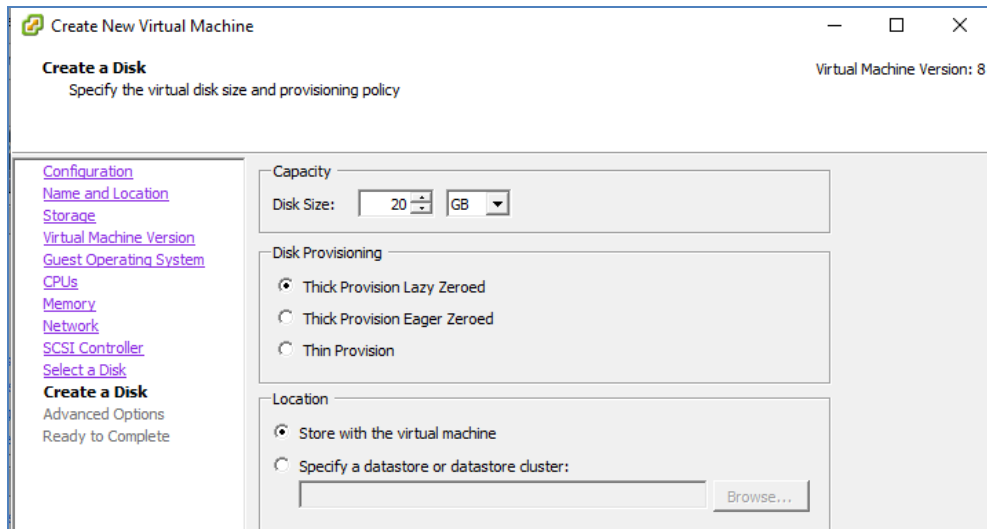 Create New Virtual Machine
Create a Disk
Virtual Machine Version: 8
Specify the virtual disk size and provisioning policy
Configuration
Name and Location
Storage
Virtual Machine Version
Guest Operating System
CPUs
Memory
Network
SCSI Controller
Select a Disk
Create a Disk
Advanced Options
Ready to Complete
Capacity
Disk Size: 20 GB
Disk Provisioning
Thick Provision Lazy Zeroed
Thick Provision Eager Zeroed
Thin Provision
Location
Store with the virtual machine
Specify a datastore or datastore cluster:
Browse...